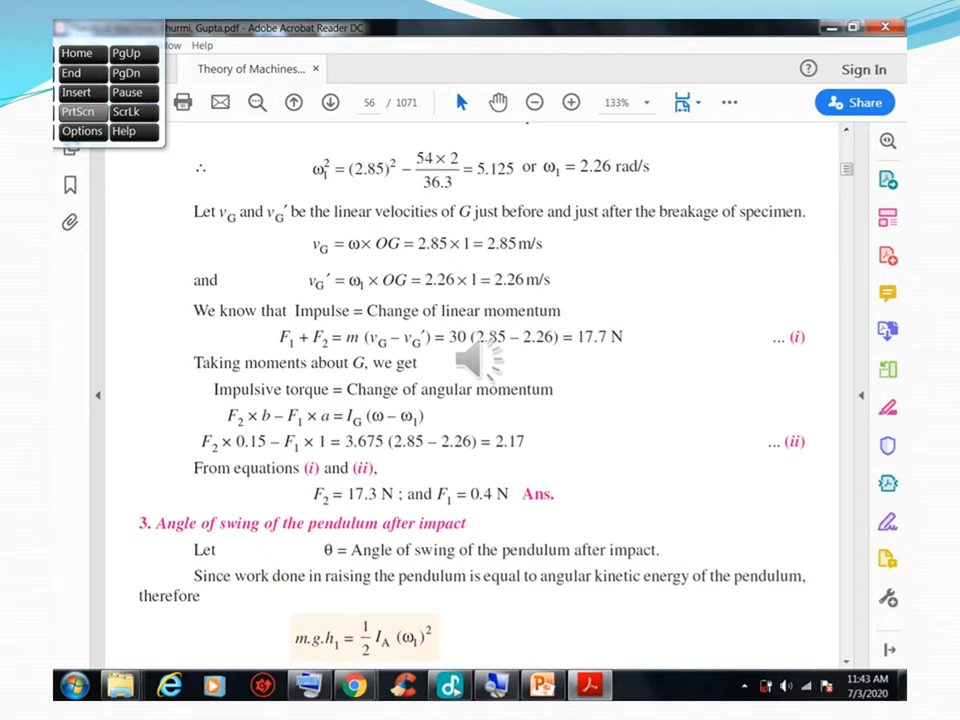 hurmi, Gupta.pdf - Adobe Acrobat Reader DC
ow Help
Home PgUp
End PgDn
Insert Pause
PrtScn ScrLk
Options Help
Theory of Machines... × Sign In
56 / 1071 133% Share
∴ ω₁² = (2.85)² − (54 × 2)/36.3 = 5.125 or ω₁ = 2.26 rad/s
Let v_G and v_G′ be the linear velocities of G just before and just after the breakage of specimen.
v_G = ω × OG = 2.85 × 1 = 2.85 m/s
and v_G′ = ω₁ × OG = 2.26 × 1 = 2.26 m/s
We know that Impulse = Change of linear momentum
F₁ + F₂ = m (v_G − v_G′) = 30 (2.85 − 2.26) = 17.7 N ... (i)
Taking moments about G, we get
Impulsive torque = Change of angular momentum
F₂ × b − F₁ × a = I_G (ω − ω₁)
F₂ × 0.15 − F₁ × 1 = 3.675 (2.85 − 2.26) = 2.17 ... (ii)
From equations (i) and (ii),
F₂ = 17.3 N ; and F₁ = 0.4 N Ans.
3. Angle of swing of the pendulum after impact
Let θ = Angle of swing of the pendulum after impact.
Since work done in raising the pendulum is equal to angular kinetic energy of the pendulum,
therefore
m.g.h₁ = 1/2 I_A (ω₁)²
11:43 AM
7/3/2020